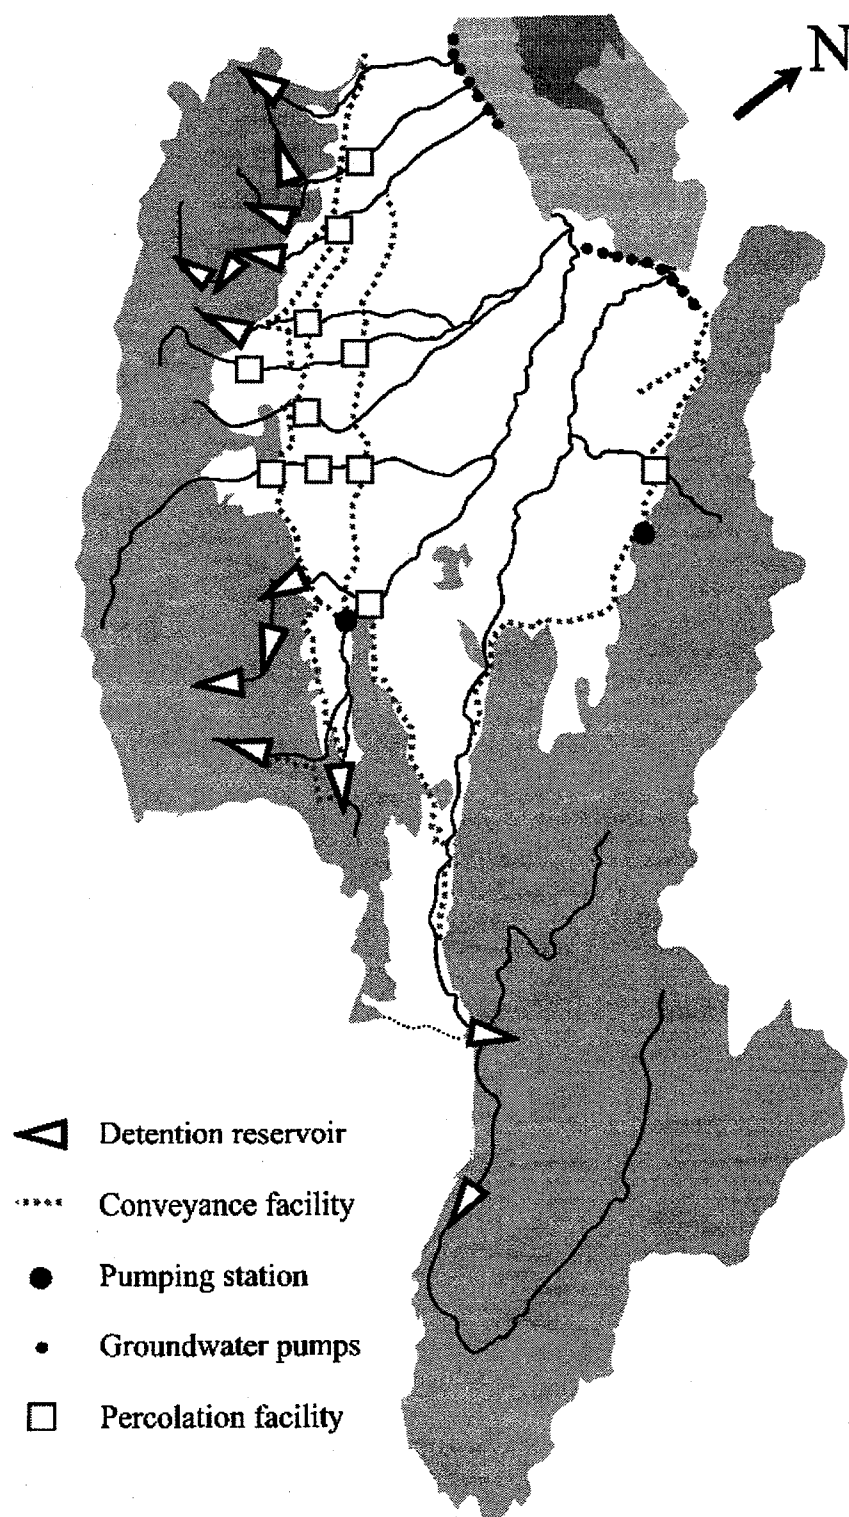 N
Detention reservoir
Conveyance facility
Pumping station
Groundwater pumps
Percolation facility